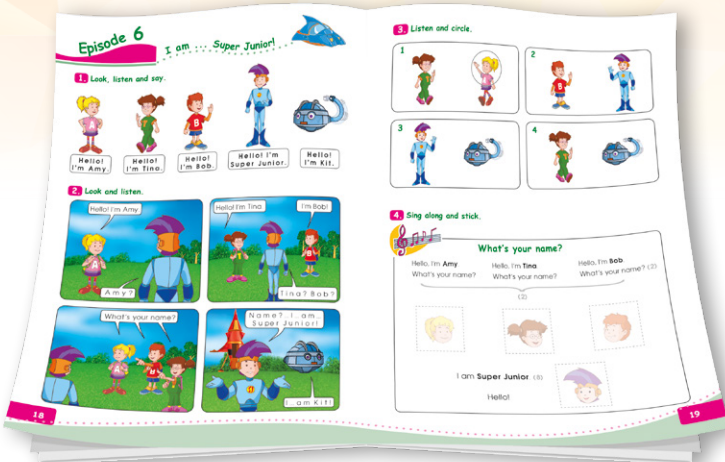 Episode 6
I am ... Super Junior!
1. Look, listen and say.
A
B
Hello!
I'm Amy.
Hello!
I'm Tina.
Hello!
I'm Bob.
Hello! I'm
Super Junior.
Hello!
I'm Kit.
2. Look and listen.
Hello! I'm Amy.
Amy?
Hello! I'm Tina.
I'm Bob!
Tina? Bob?
What's your name?
Name? I am...
Super Junior!
I...am Kit!
18
3. Listen and circle.
1
2
3
4
4. Sing along and stick.
What's your name?
Hello, I'm Amy
What's your name?
Hello, I'm Tina
What's your name?
Hello, I'm Bob
What's your name? (2)
(2)
I am Super Junior (8)
Hello!
19